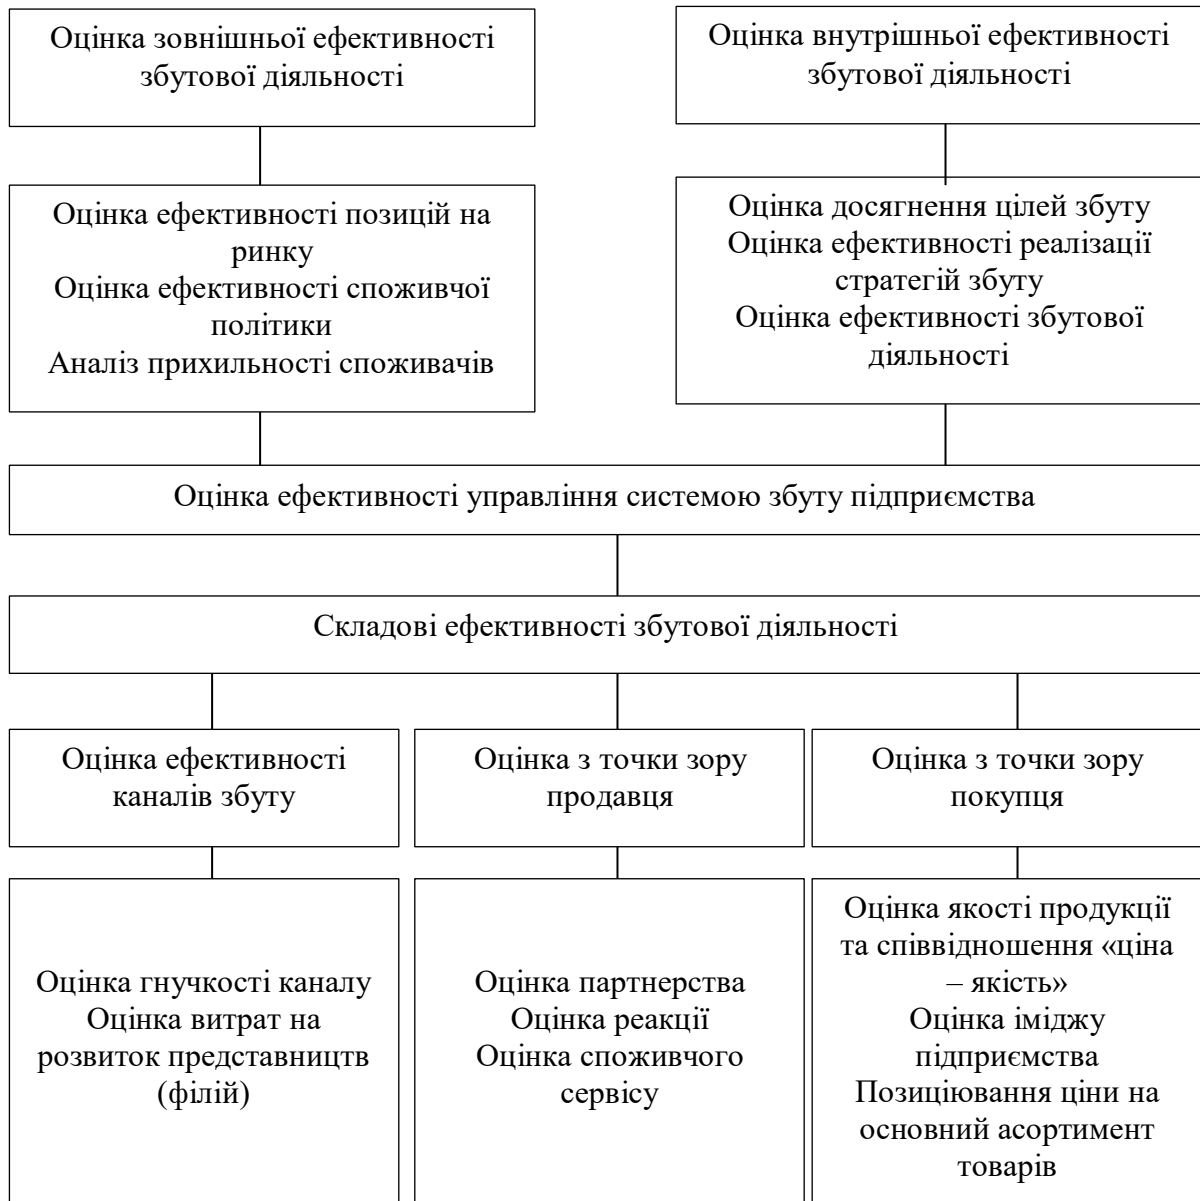 Оцінка зовнішньої ефективності
збутової діяльності
Оцінка внутрішньої ефективності
збутової діяльності
Оцінка ефективності позицій на
ринку
Оцінка ефективності споживчої
політики
Аналіз прихильності споживачів
Оцінка досягнення цілей збуту
Оцінка ефективності реалізації
стратегій збуту
Оцінка ефективності збутової
діяльності
Оцінка ефективності управління системою збуту підприємства
Складові ефективності збутової діяльності
Оцінка ефективності
каналів збуту
Оцінка з точки зору
продавця
Оцінка з точки зору
покупця
Оцінка гнучкості каналу
Оцінка витрат на
розвиток представництв
(філій)
Оцінка партнерства
Оцінка реакції
Оцінка споживчого
сервісу
Оцінка якості продукції
та співвідношення «ціна
– якість»
Оцінка іміджу
підприємства
Позиціювання ціни на
основний асортимент
товарів